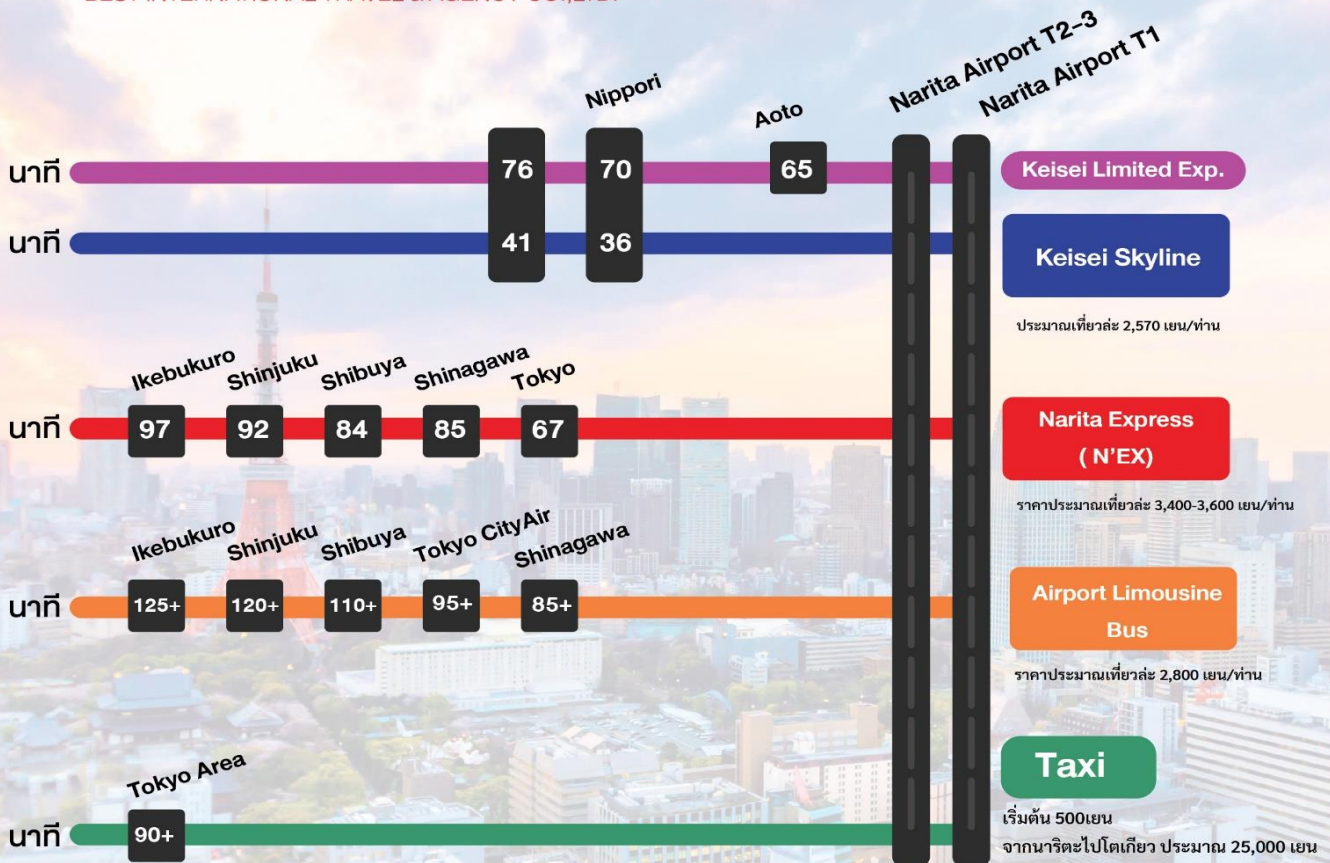 Narita Airport T2-3
Narita Airport T1
Nippori
Aoto
นาที
76
70
65
Keisei Limited Exp.
นาที
41
36
Keisei Skyline
ประมาณเที่ยวล่ะ 2,570 เยน/ท่าน
Ikebukuro
Shinjuku
Shibuya
Shinagawa
Tokyo
นาที
97
92
84
85
67
Narita Express
( N'EX)
ราคาประมาณเที่ยวล่ะ 3,400-3,600 เยน/ท่าน
Ikebukuro
Shinjuku
Shibuya
Tokyo CityAir
Shinagawa
นาที
125+
120+
110+
95+
85+
Airport Limousine
Bus
ราคาประมาณเที่ยวล่ะ 2,800 เยน/ท่าน
Tokyo Area
นาที
90+
Taxi
เริ่มต้น 500เยน
จากนาริตะไปโตเกียว ประมาณ 25,000 เยน